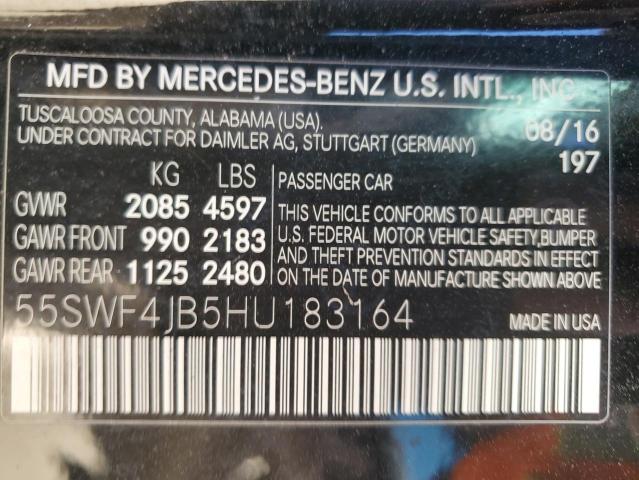 MFD BY MERCEDES-BENZ U.S. INTL., INC.
TUSCALOOSA COUNTY, ALABAMA (USA),
UNDER CONTRACT FOR DAIMLER AG, STUTTGART (GERMANY)
08/16
197
KG LBS
GVWR 2085 4597
GAWR FRONT 990 2183
GAWR REAR 1125 2480
PASSENGER CAR
THIS VEHICLE CONFORMS TO ALL APPLICABLE
U.S. FEDERAL MOTOR VEHICLE SAFETY,BUMPER
AND THEFT PREVENTION STANDARDS IN EFFECT
ON THE DATE OF MANUFACTURE SHOWN ABOVE
55SWF4JB5HU183164
MADE IN USA